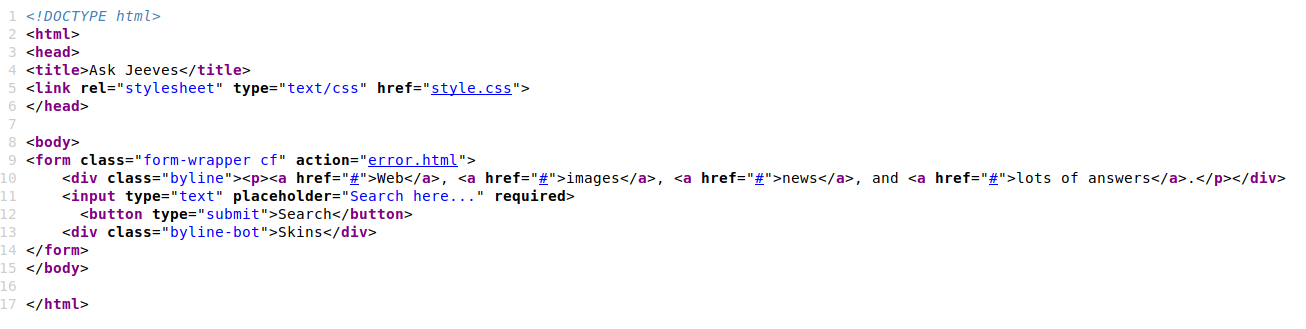 1 <!DOCTYPE html>
2 <html>
3 <head>
4 <title>Ask Jeeves</title>
5 <link rel="stylesheet" type="text/css" href="style.css">
6 </head>
7
8 <body>
9 <form class="form-wrapper cf" action="error.html">
10     <div class="byline"><p><a href="#">Web</a>, <a href="#">images</a>, <a href="#">news</a>, and <a href="#">lots of answers</a>.</p></div>
11     <input type="text" placeholder="Search here..." required>
12       <button type="submit">Search</button>
13     <div class="byline-bot">Skins</div>
14 </form>
15 </body>
16
17 </html>